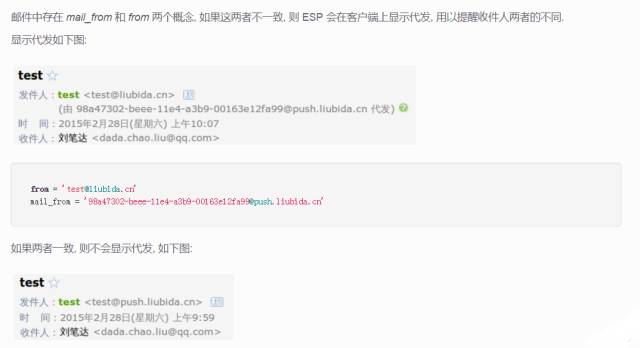 邮件中存在 mail_from 和 from 两个概念, 如果这两者不一致, 则 ESP 会在客户端上显示代发, 用以提醒收件人两者的不同.
显示代发如下图:
test
发件人：test <test@liubida.cn>
(由 98a47302-beee-11e4-a3b9-00163e12fa99@push.liubida.cn 代发)
时　间：2015年2月28日(星期六) 上午10:07
收件人：刘笔达 <dada.chao.liu@qq.com>
from = 'test@liubida.cn'
mail_from = '98a47302-beee-11e4-a3b9-00163e12fa99@push.liubida.cn'
如果两者一致, 则不会显示代发, 如下图:
test
发件人：test <test@push.liubida.cn>
时　间：2015年2月28日(星期六) 上午9:59
收件人：刘笔达 <dada.chao.liu@qq.com>